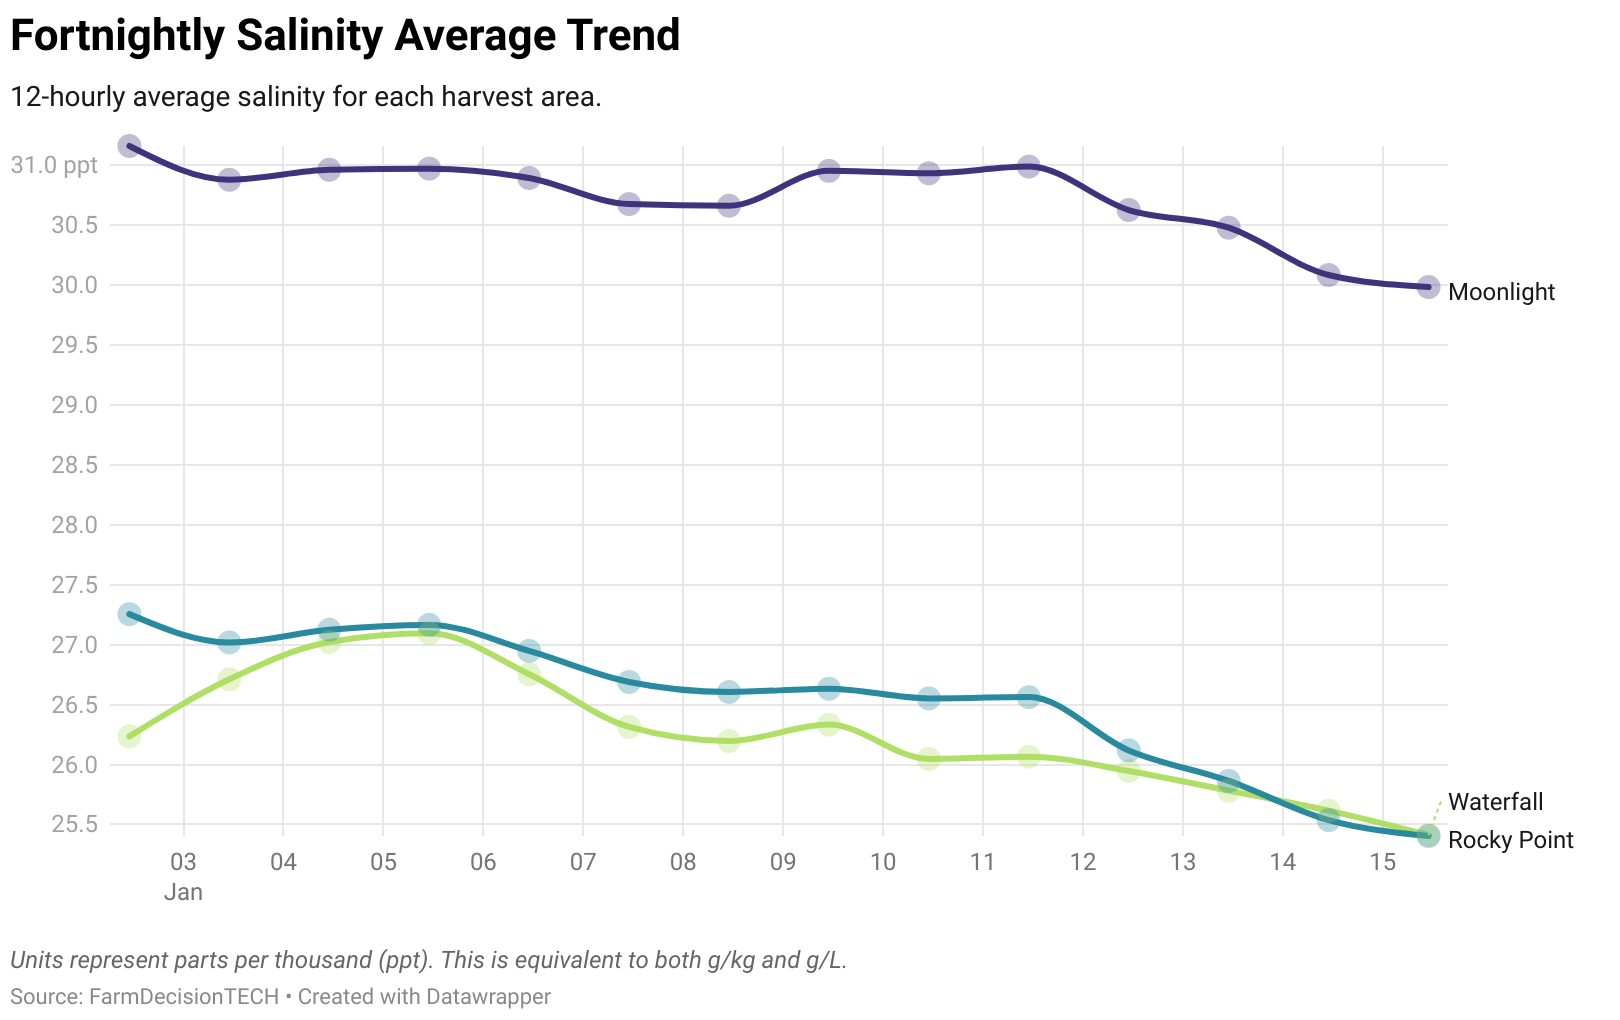 Fortnightly Salinity Average Trend
12-hourly average salinity for each harvest area.
31.0 ppt
30.5
30.0
29.5
29.0
28.5
28.0
27.5
27.0
26.5
26.0
25.5
Moonlight
Waterfall
Rocky Point
03 04 05 06 07 08 09 10 11 12 13 14 15
Jan
Units represent parts per thousand (ppt). This is equivalent to both g/kg and g/L.
Source: FarmDecisionTECH • Created with Datawrapper